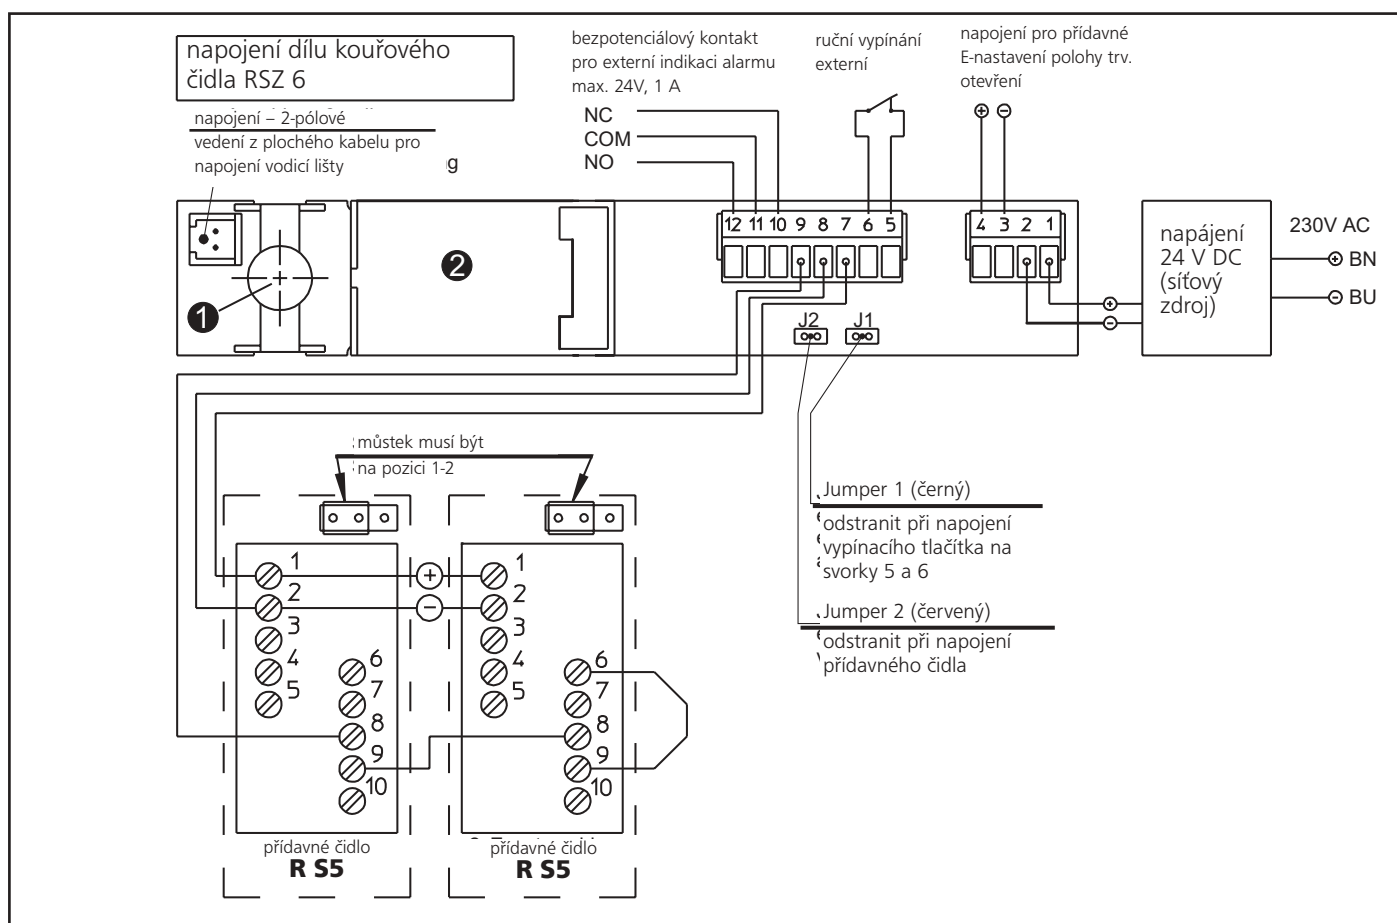 napojení dílu kouřového
čidla RSZ 6
napojení – 2-pólové
vedení z plochého kabelu pro
napojení vodicí lišty
g
bezpotenciálový kontakt
pro externí indikaci alarmu
max. 24V, 1 A
NC
COM
NO
ruční vypínání
externí
napojení pro přídavné
E-nastavení polohy trv.
otevření
12 11 10 9 8 7 6 5
4 3 2 1
1
2
J2 J1
napájení
24 V DC
(síťový
zdroj)
230V AC
BN
BU
můstek musí být
na pozici 1-2
Jumper 1 (černý)
odstranit při napojení
vypínacího tlačítka na
svorky 5 a 6
Jumper 2 (červený)
odstranit při napojení
přídavného čidla
1
2
3
4
5
6
7
8
9
10
přídavné čidlo
R S5
1
2
3
4
5
6
7
8
9
10
přídavné čidlo
R S5